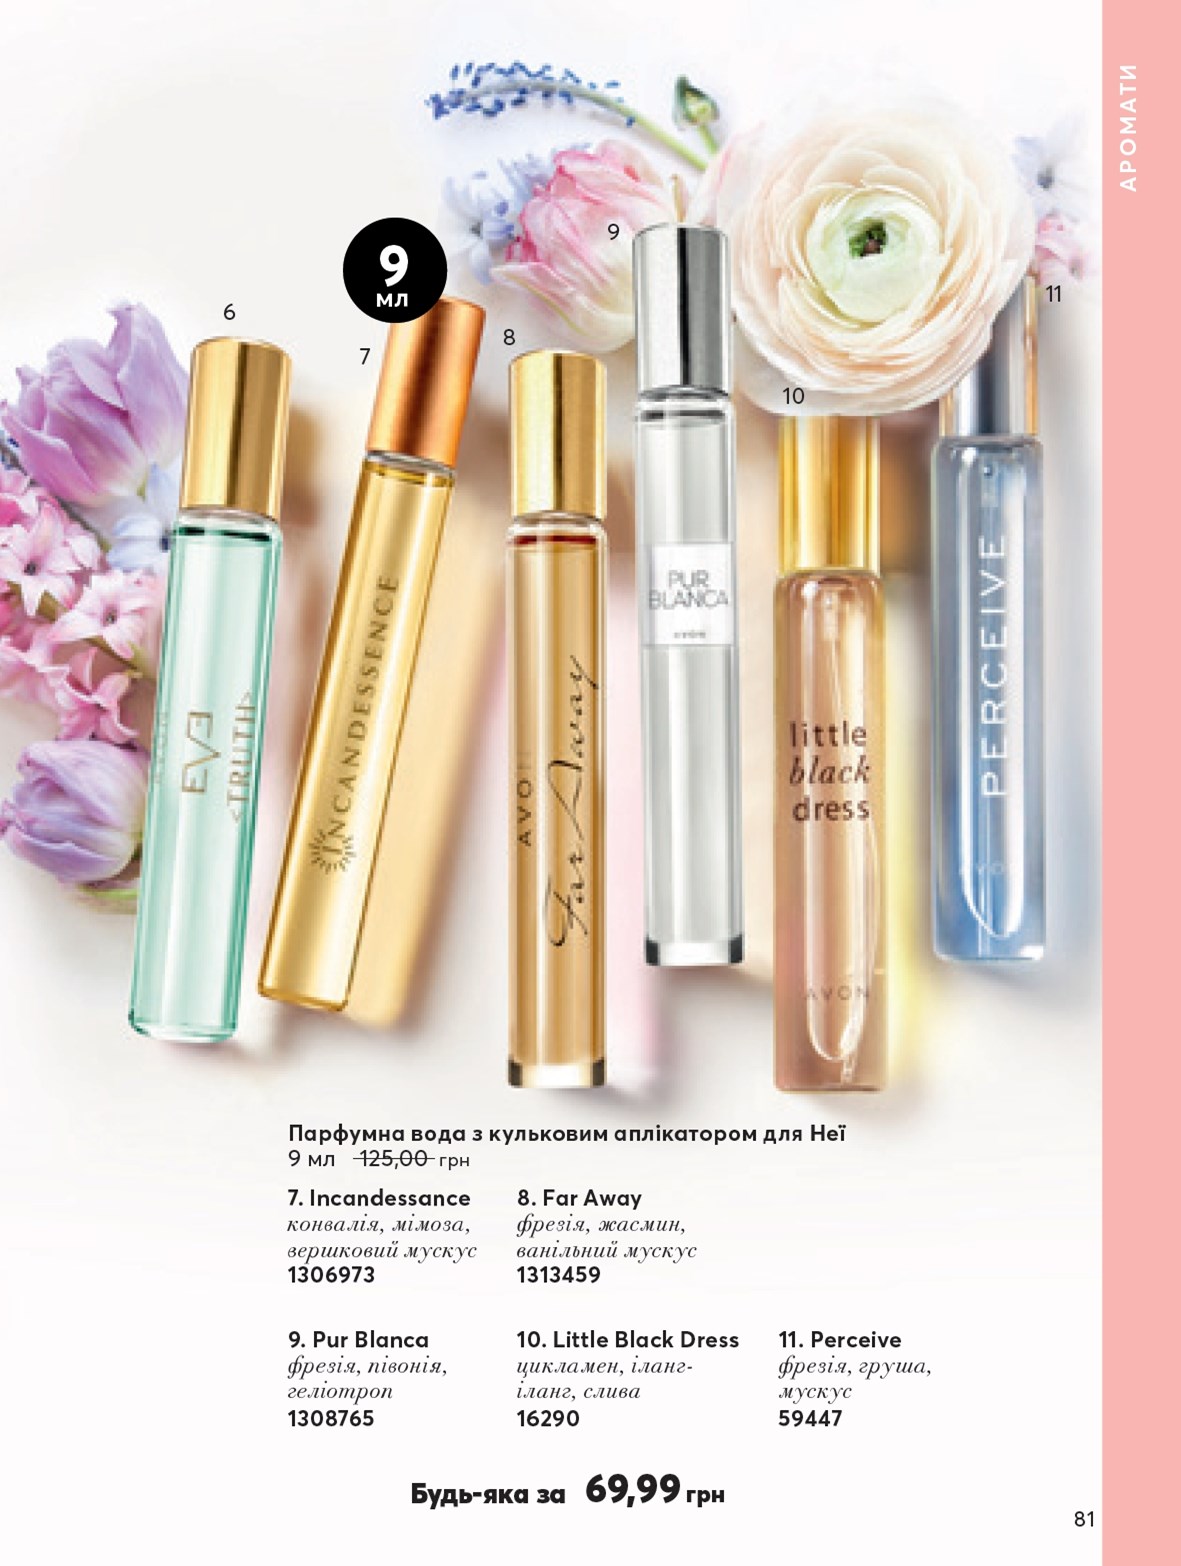 АРОМАТИ
9
МЛ
6
7
8
9
10
11
EVE
<TRUTH>
INCANDESSENCE
AVON
Far Away
PUR
BLANCA
AVON
little
black
dress
AVON
PERCEIVE
Парфумна вода з кульковим аплікатором для Неї
9 мл 125,00 грн
7. Incandessance
конвалія, мімоза,
вершковий мускус
1306973
8. Far Away
фрезія, жасмин,
ванільний мускус
1313459
9. Pur Blanca
фрезія, півонія,
геліотроп
1308765
10. Little Black Dress
цикламен, іланг-
іланг, слива
16290
11. Perceive
фрезія, груша,
мускус
59447
Будь-яка за 69,99 грн
81